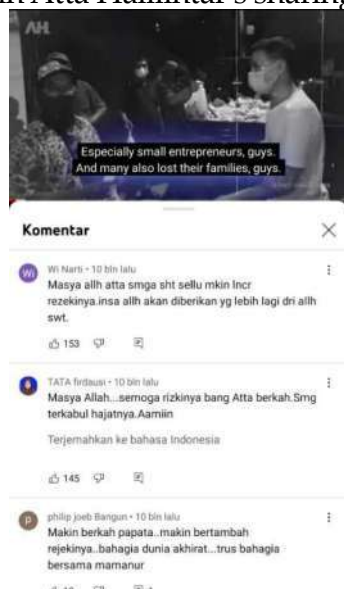 in Atta Halilintar's sharing
AH
Especially small entrepreneurs, guys.
And many also lost their families, guys.
Komentar
Wi Narti • 10 bln lalu
Masya allh atta smga sht sellu mkin lncr
rezekinya.insa allh akan diberikan yg lebih lagi dri allh
swt.
153
TATA firdausi • 10 bln lalu
Masya Allah...semoga rizkinya bang Atta berkah.Smg
terkabul hajatnya.Aamiin
Terjemahkan ke bahasa Indonesia
145
philip joeb Bangun • 10 bln lalu
Makin berkah papata..makin bertambah
rejekinya..bahagia dunia akhirat...trus bahagia
bersama mamanur